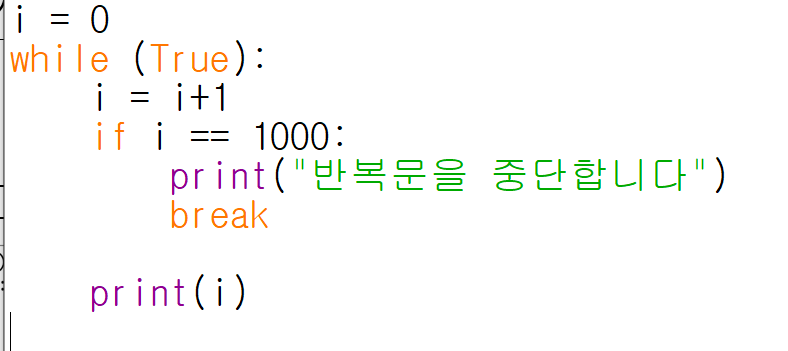 i = 0
while (True):
    i = i+1
    if i == 1000:
        print("반복문을 중단합니다")
        break
    print(i)